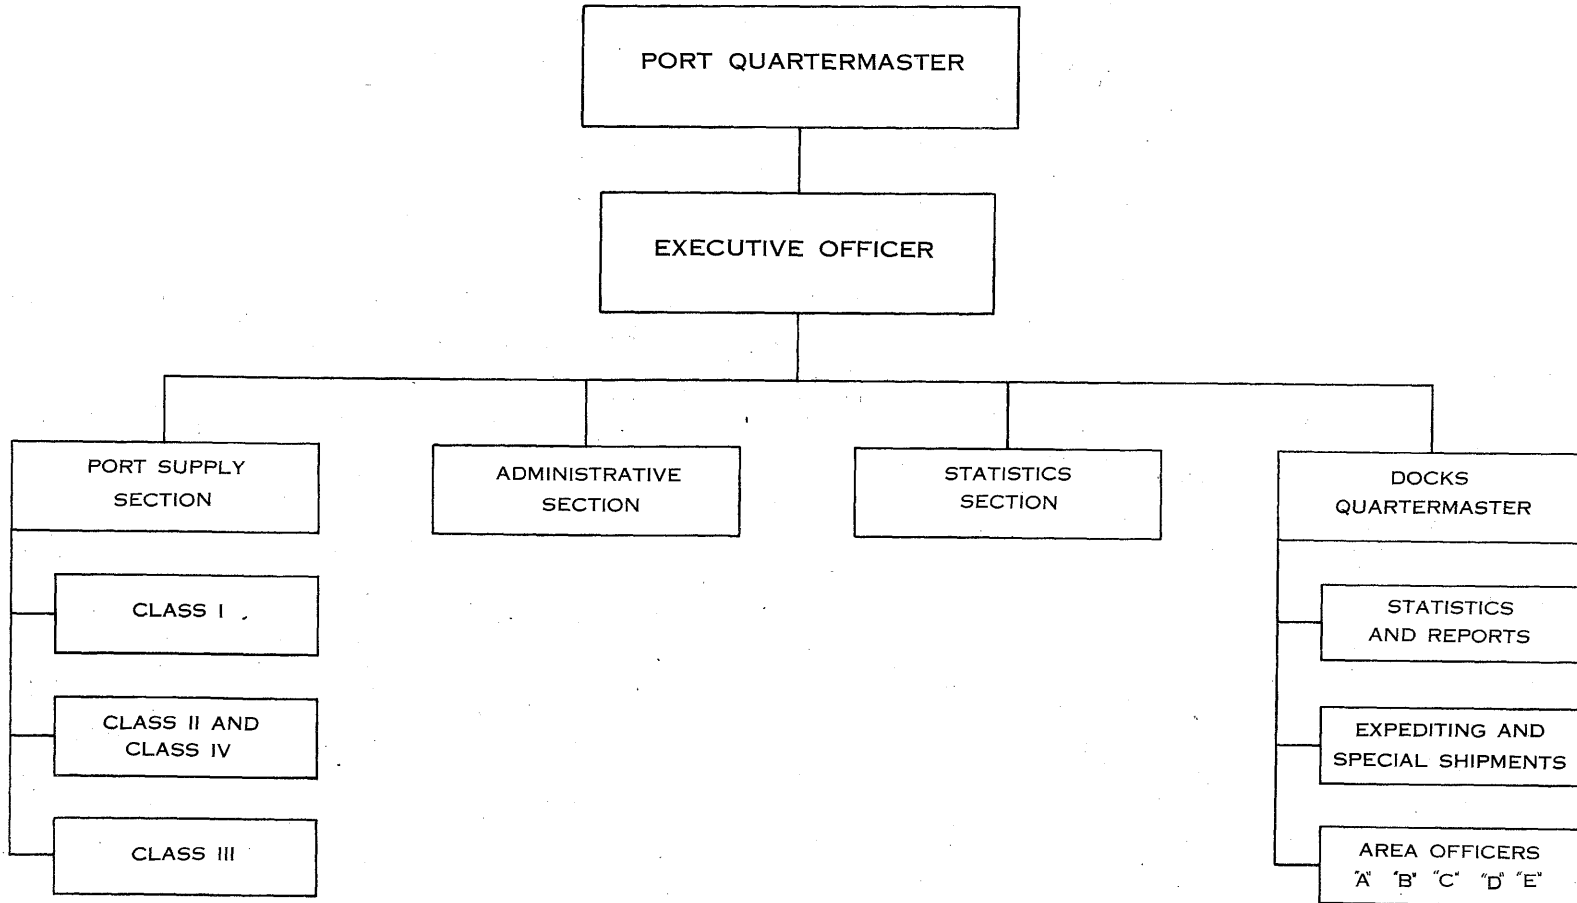 PORT QUARTERMASTER
EXECUTIVE OFFICER
PORT SUPPLY
SECTION
ADMINISTRATIVE
SECTION
STATISTICS
SECTION
DOCKS
QUARTERMASTER
CLASS I
CLASS II AND
CLASS IV
CLASS III
STATISTICS
AND REPORTS
EXPEDITING AND
SPECIAL SHIPMENTS
AREA OFFICERS
"A" "B" "C" "D" "E"